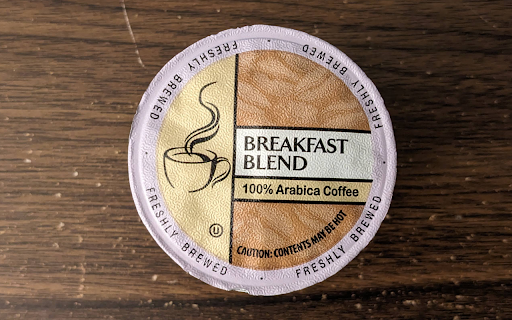 FRESHLY BREWED
FRESHLY BREWED
BREAKFAST
BLEND
100% Arabica Coffee
U
CAUTION: CONTENTS MAY BE HOT
FRESHLY BREWED
FRESHLY BREWED